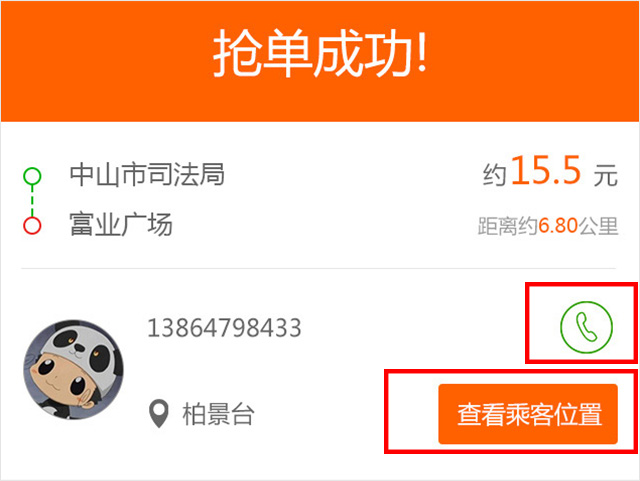 抢单成功!
中山市司法局
约15.5 元
富业广场
距离约6.80公里
13864798433
柏景台
查看乘客位置